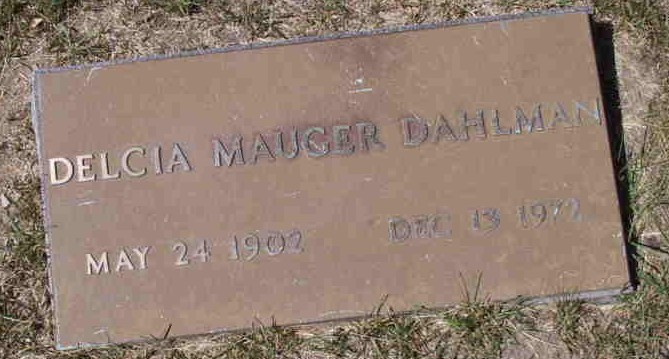 DELCIA MAUGER DAHLMAN
MAY 24 1902 DEC 13 1972